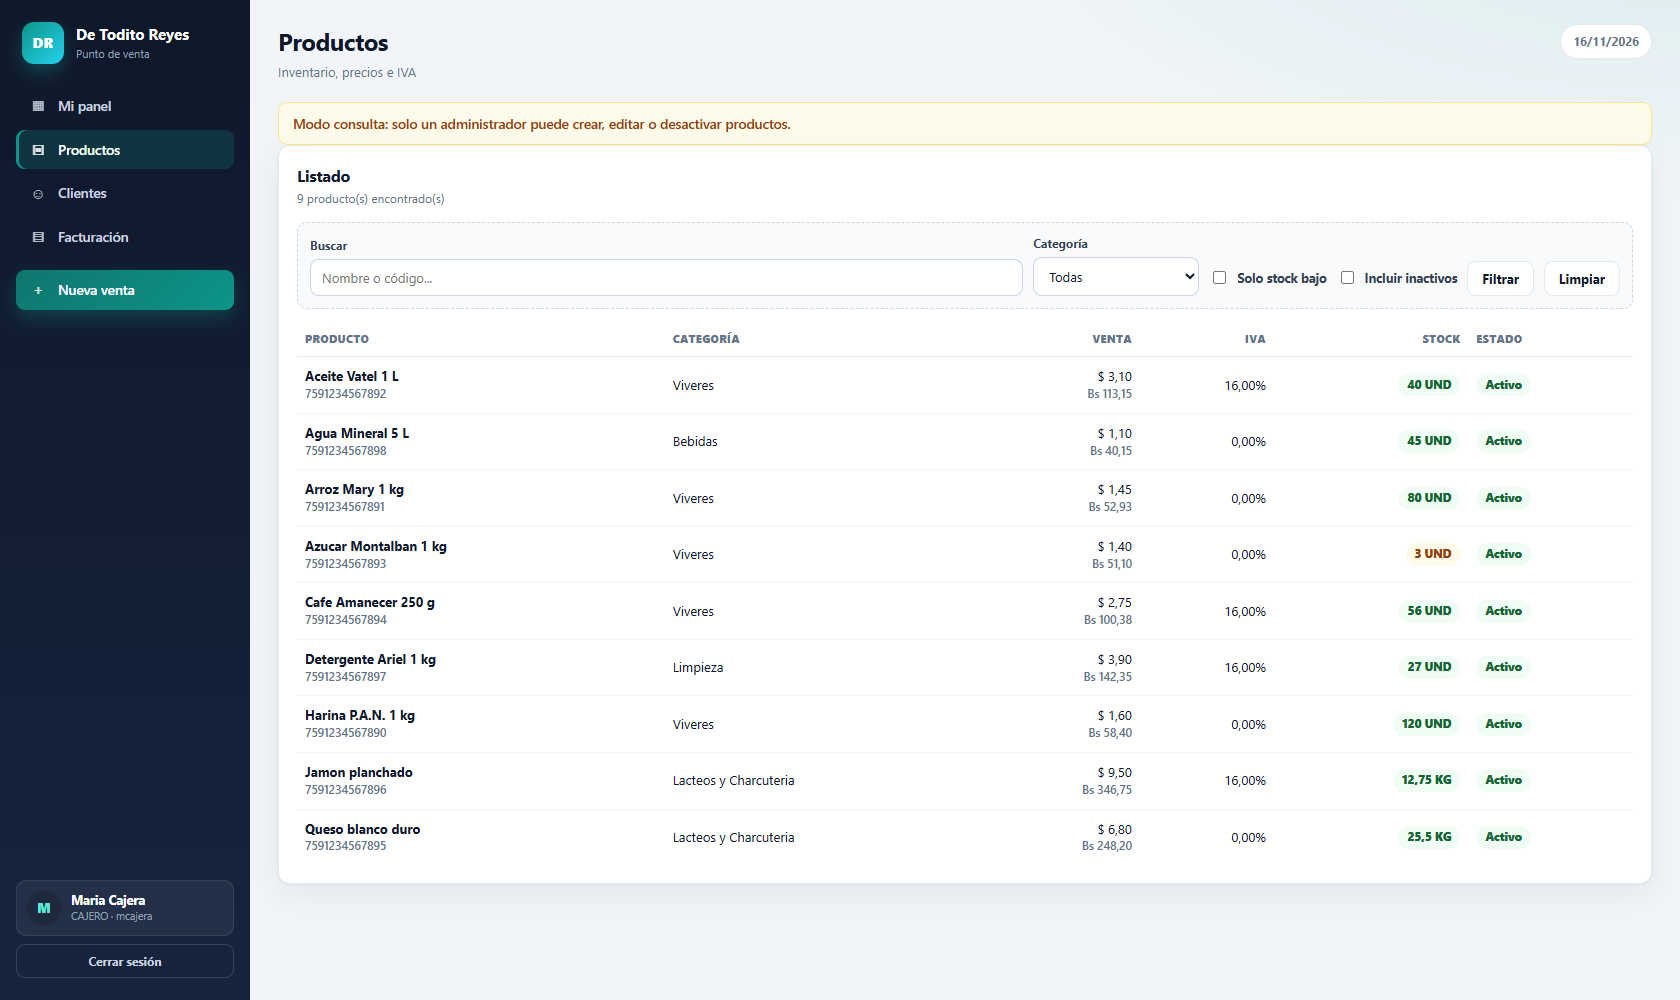 DR
De Todito Reyes
Punto de venta
Mi panel
Productos
Clientes
Facturación
+ Nueva venta
Maria Cajera
M
CAJERO · mcajera
Cerrar sesión
Productos
16/11/2026
Inventario, precios e IVA
Modo consulta: solo un administrador puede crear, editar o desactivar productos.
Listado
9 producto(s) encontrado(s)
Buscar
Nombre o código...
Categoría
Todas
Solo stock bajo
Incluir inactivos
Filtrar
Limpiar
PRODUCTO CATEGORÍA VENTA IVA STOCK ESTADO
Aceite Vatel 1 L
7591234567892
Viveres
$ 3,10
Bs 113,15
16,00%
40 UND
Activo
Agua Mineral 5 L
7591234567898
Bebidas
$ 1,10
Bs 40,15
0,00%
45 UND
Activo
Arroz Mary 1 kg
7591234567891
Viveres
$ 1,45
Bs 52,93
0,00%
80 UND
Activo
Azucar Montalban 1 kg
7591234567893
Viveres
$ 1,40
Bs 51,10
0,00%
3 UND
Activo
Cafe Amanecer 250 g
7591234567894
Viveres
$ 2,75
Bs 100,38
16,00%
56 UND
Activo
Detergente Ariel 1 kg
7591234567897
Limpieza
$ 3,90
Bs 142,35
16,00%
27 UND
Activo
Harina P.A.N. 1 kg
7591234567890
Viveres
$ 1,60
Bs 58,40
0,00%
120 UND
Activo
Jamon planchado
7591234567896
Lacteos y Charcuteria
$ 9,50
Bs 346,75
16,00%
12,75 KG
Activo
Queso blanco duro
7591234567895
Lacteos y Charcuteria
$ 6,80
Bs 248,20
0,00%
25,5 KG
Activo